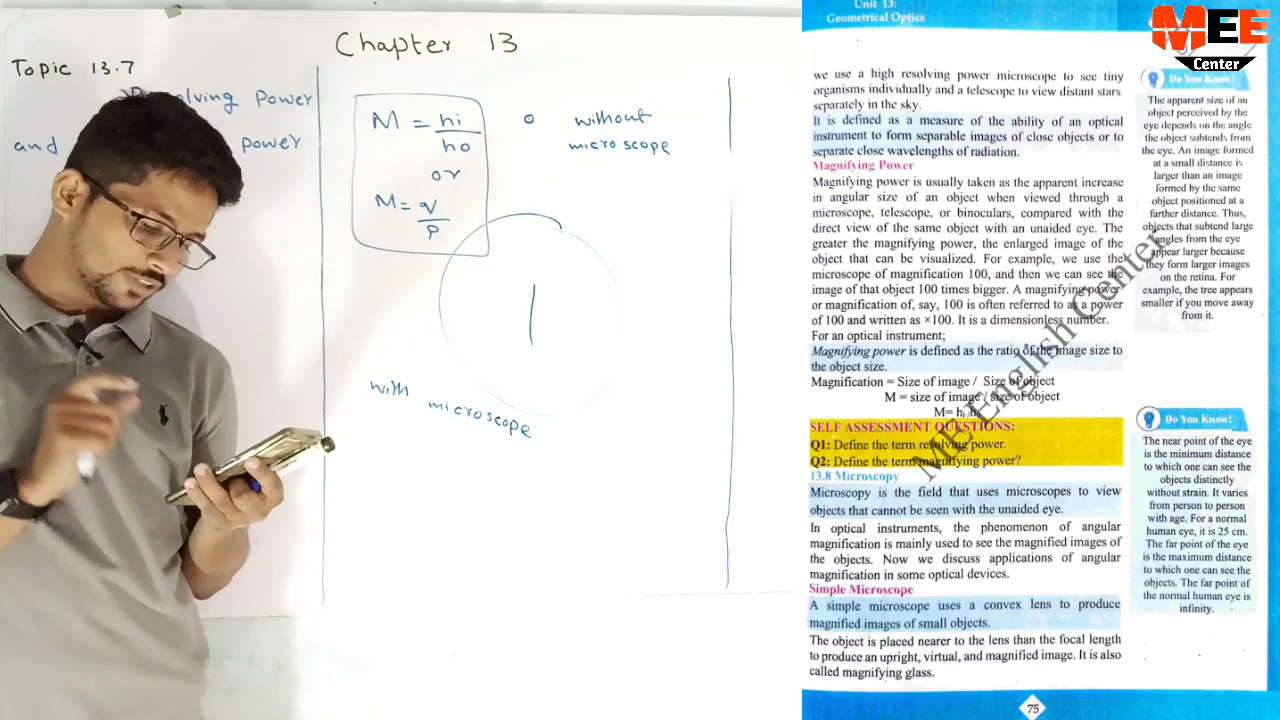 Chapter 13
Topic 13.7
Resolving Power
and power
M = hi
ho
or
M = q
P
o without
microscope
with microscope
Unit 13:
Geometrical Optics
MEE
Center
we use a high resolving power microscope to see tiny
organisms individually and a telescope to view distant stars
separately in the sky.
It is defined as a measure of the ability of an optical
instrument to form separable images of close objects or to
separate close wavelengths of radiation.
Magnifying Power
Magnifying power is usually taken as the apparent increase
in angular size of an object when viewed through a
microscope, telescope, or binoculars, compared with the
direct view of the same object with an unaided eye. The
greater the magnifying power, the enlarged image of the
object that can be visualized. For example, we use the
microscope of magnification 100, and then we can see the
image of that object 100 times bigger. A magnifying power
or magnification of, say, 100 is often referred to as a power
of 100 and written as ×100. It is a dimensionless number.
For an optical instrument;
Magnifying power is defined as the ratio of the image size to
the object size.
Magnification = Size of image / Size of object
M = size of image / size of object
M= hi/h
SELF ASSESSMENT QUESTIONS:
Q1: Define the term resolving power.
Q2: Define the term magnifying power?
13.8 Microscopy
Microscopy is the field that uses microscopes to view
objects that cannot be seen with the unaided eye.
In optical instruments, the phenomenon of angular
magnification is mainly used to see the magnified images of
the objects. Now we discuss applications of angular
magnification in some optical devices.
Simple Microscope
A simple microscope uses a convex lens to produce
magnified images of small objects.
The object is placed nearer to the lens than the focal length
to produce an upright, virtual, and magnified image. It is also
called magnifying glass.
Do You Know!
The apparent size of an
object perceived by the
eye depends on the angle
the object subtends from
the eye. An image formed
at a small distance is
larger than an image
formed by the same
object positioned at a
farther distance. Thus,
objects that subtend large
angles from the eye
appear larger because
they form larger images
on the retina. For
example, the tree appears
smaller if you move away
from it.
Do You Know!
The near point of the eye
is the minimum distance
to which one can see the
objects distinctly
without strain. It varies
from person to person
with age. For a normal
human eye, it is 25 cm.
The far point of the eye
is the maximum distance
to which one can see the
objects. The far point of
the normal human eye is
infinity.
ME English Center
75